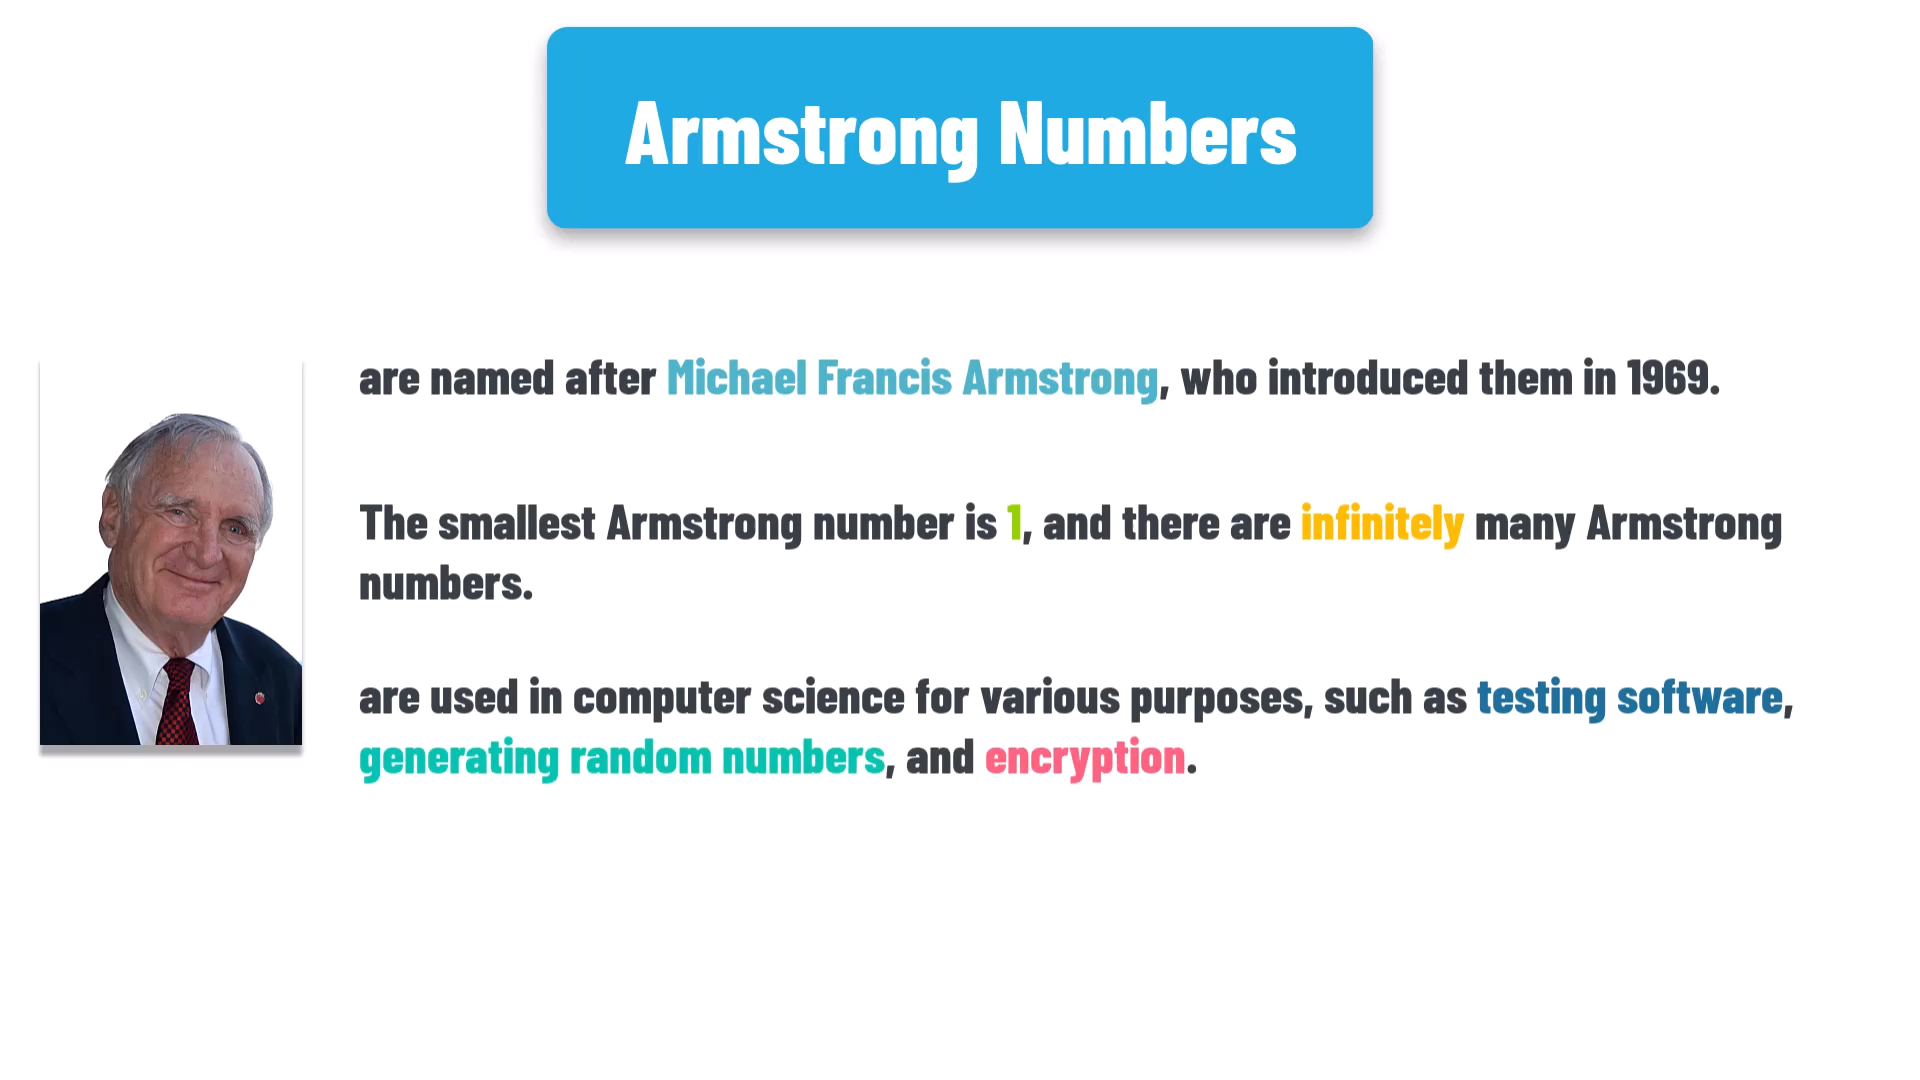 Armstrong Numbers
are named after Michael Francis Armstrong, who introduced them in 1969.
The smallest Armstrong number is 1, and there are infinitely many Armstrong
numbers.
are used in computer science for various purposes, such as testing software,
generating random numbers, and encryption.